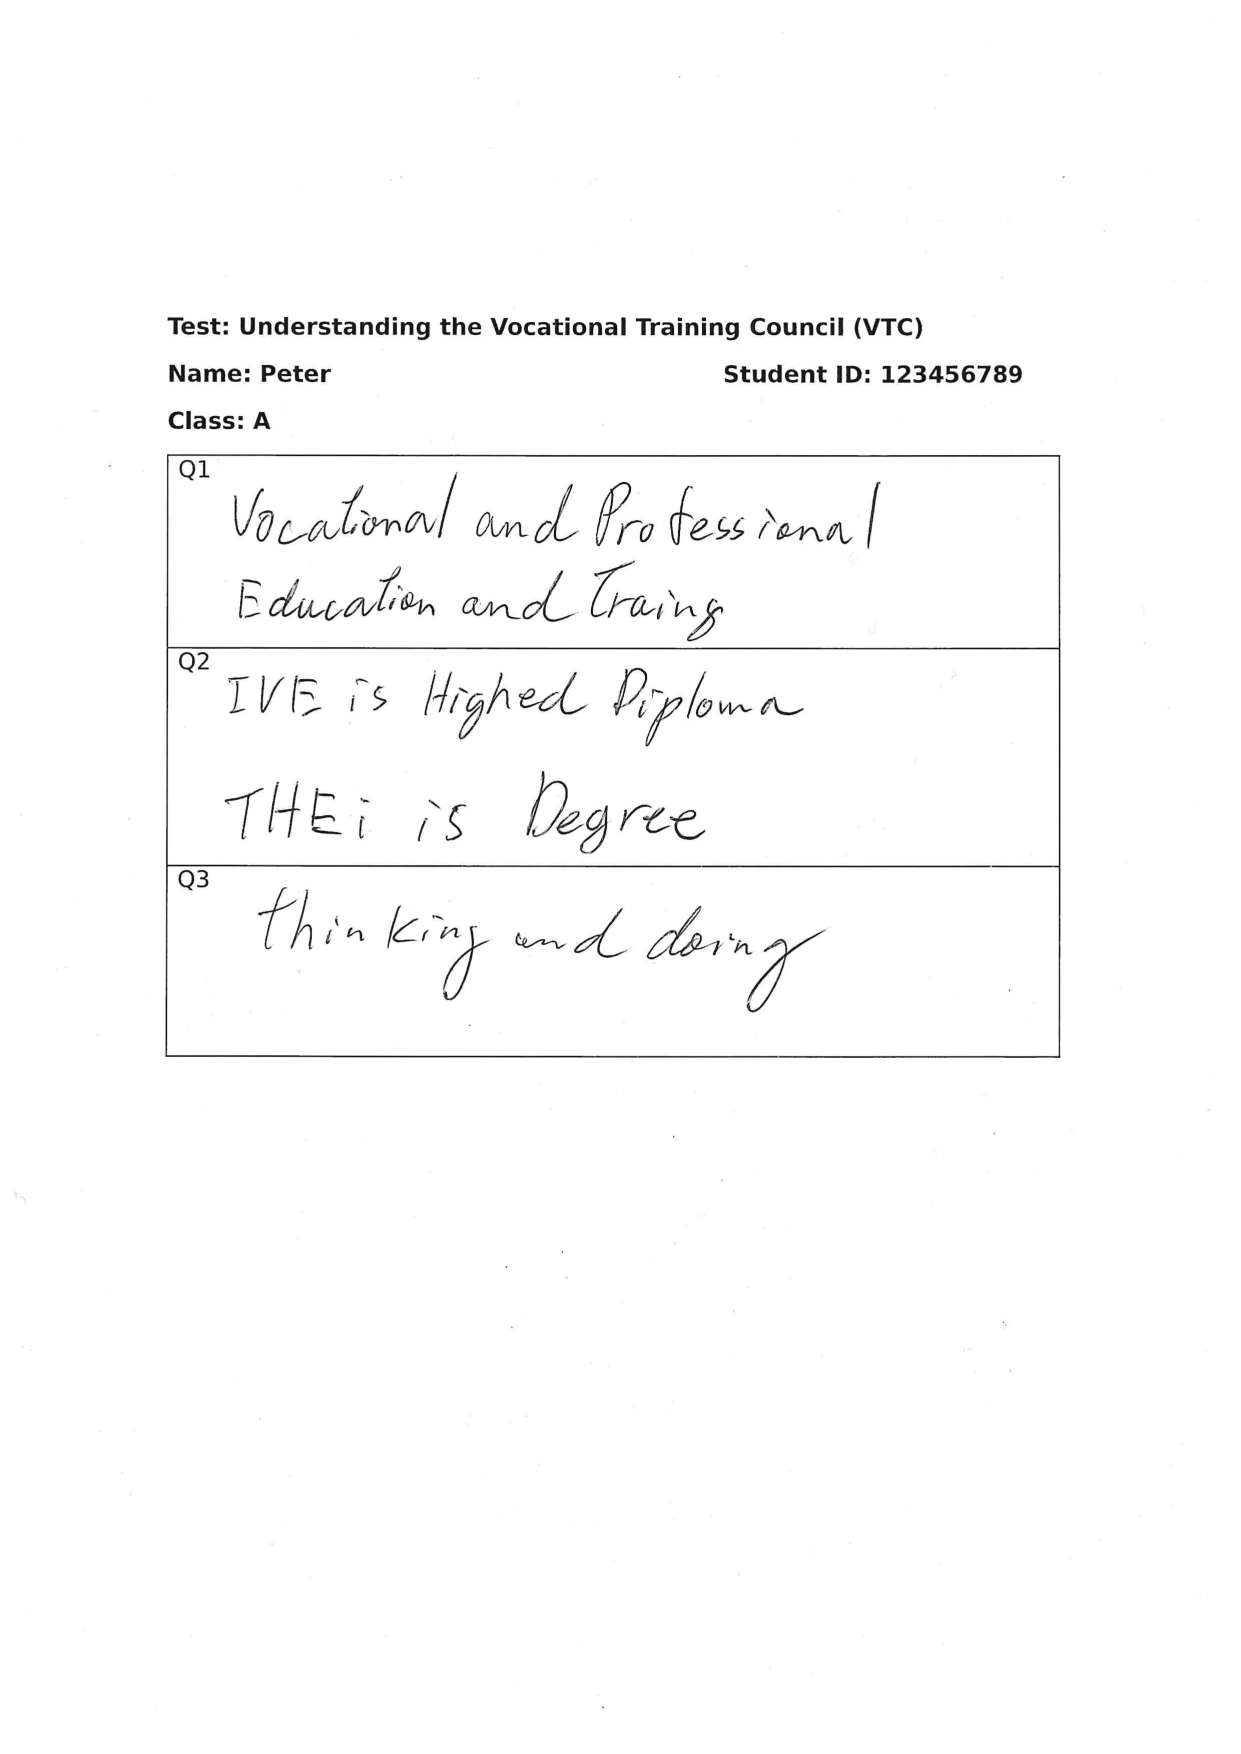 Test: Understanding the Vocational Training Council (VTC)
Name: Peter Student ID: 123456789
Class: A
Q1
Vocational and Professional
Education and Traing
Q2
IVE is Highed Diploma
THEi is Degree
Q3
thinking and doing